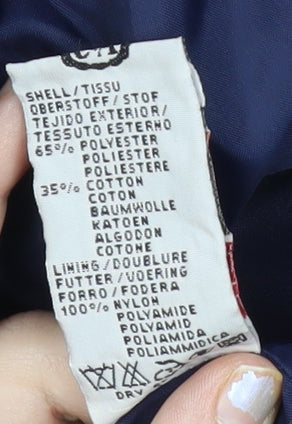 SHELL/TISSU
OBERSTOFF/STOF
TEJIDO EXTERIOR/
TESSUTO ESTERNO
65% POLYESTER
POLIESTER
POLIESTERE
35% COTTON
COTON
BAUMWOLLE
KATOEN
ALGODON
COTONE
LINING/DOUBLURE
FUTTER/VOERING
FORRO/FODERA
100% NYLON
POLYAMIDE
POLYAMID
POLIAMIDA
POLIAMMIDICA
DRY